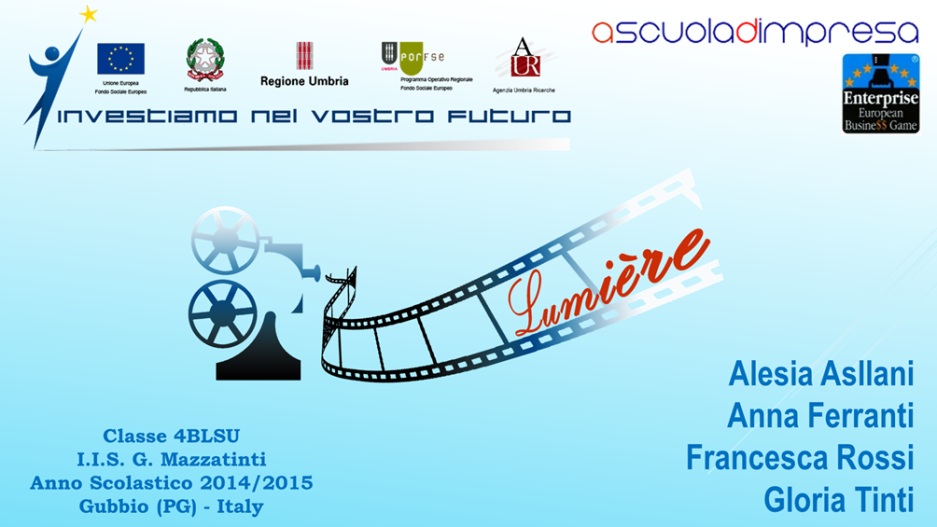 aSCUOLaDIMPRESA
Unione Europea
Fondo Sociale Europeo
Repubblica Italiana
Regione Umbria
PORFSE
Programma Operativo Regionale
Fondo Sociale Europeo
AUR
Agenzia Umbria Ricerche
INVESTIAMO NEL VOSTRO FUTURO
Enterprise
European
Business Game
Lumière
Alesia Asllani
Anna Ferranti
Francesca Rossi
Gloria Tinti
Classe 4BLSU
I.I.S. G. Mazzatinti
Anno Scolastico 2014/2015
Gubbio (PG) - Italy